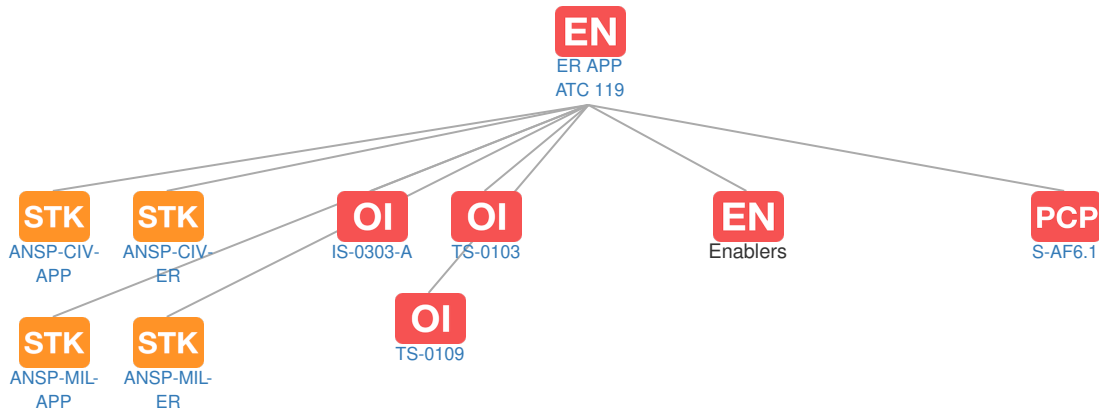 EN
ER APP
ATC 119
STK
ANSP-CIV-
APP
STK
ANSP-CIV-
ER
OI
IS-0303-A
OI
TS-0103
EN
Enablers
PCP
S-AF6.1
STK
ANSP-MIL-
APP
STK
ANSP-MIL-
ER
OI
TS-0109